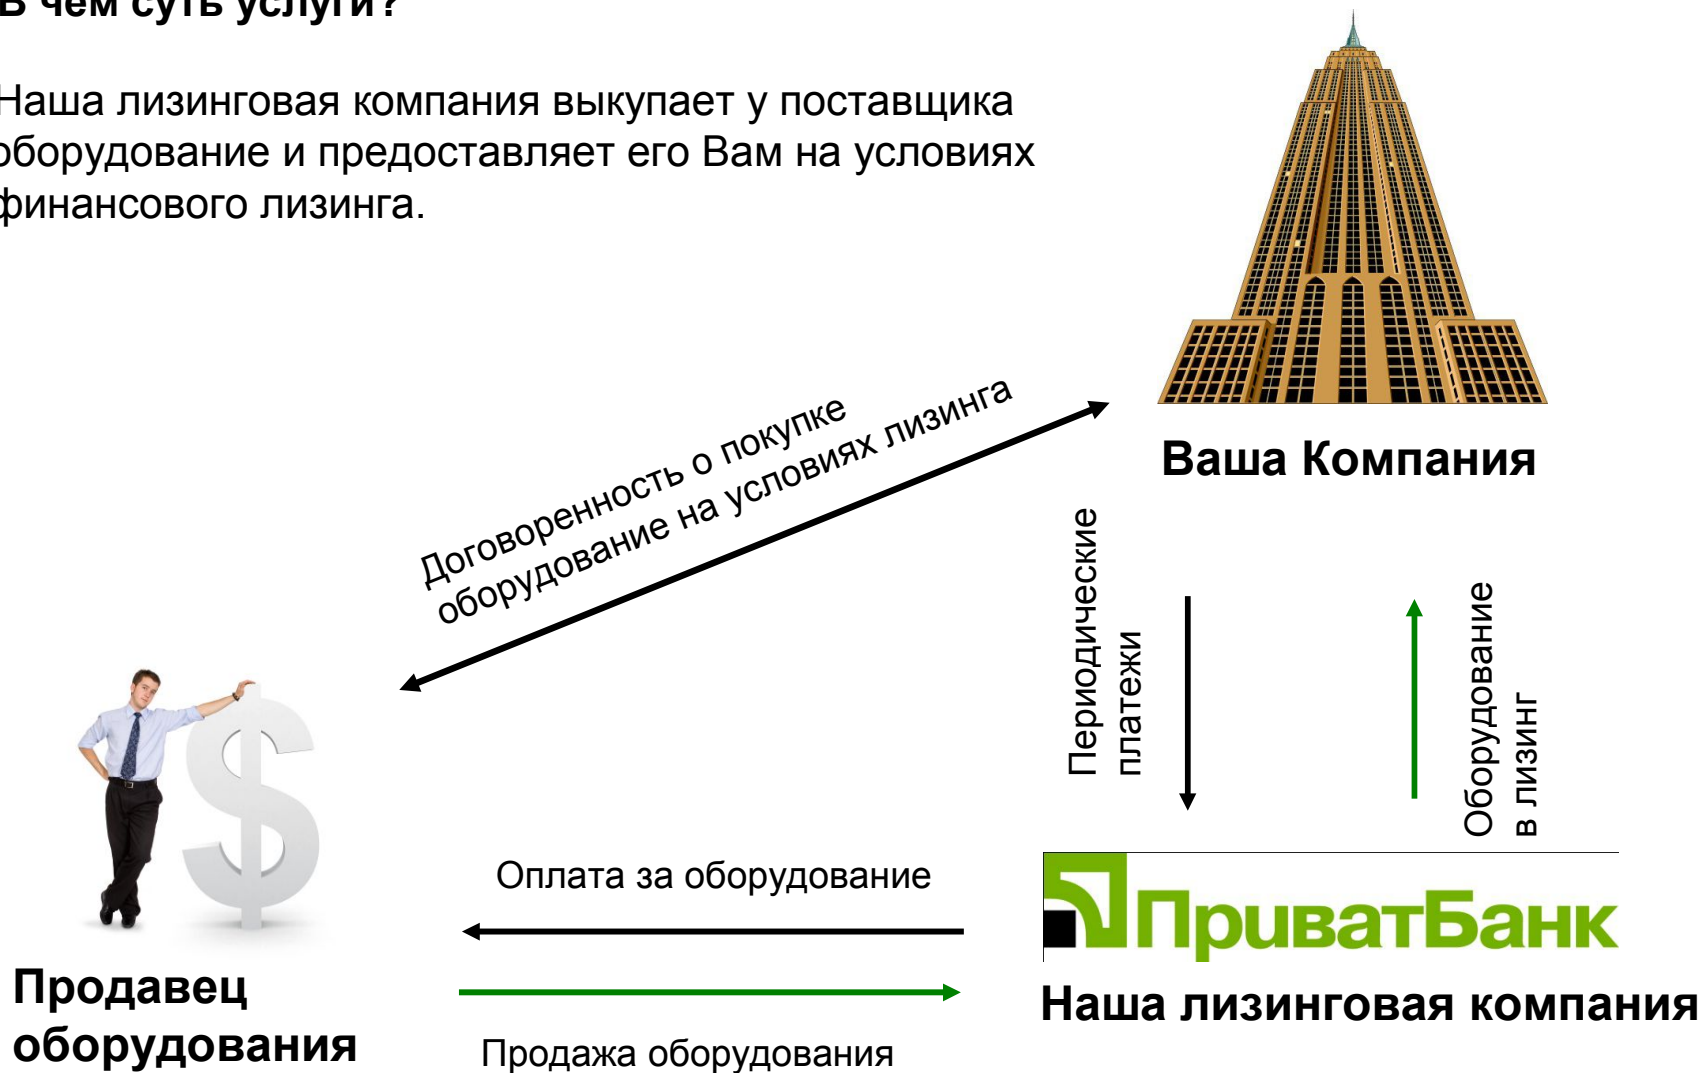 В чем суть услуги?
Наша лизинговая компания выкупает у поставщика
оборудование и предоставляет его Вам на условиях
финансового лизинга.
Договоренность о покупке
оборудование на условиях лизинга
Ваша Компания
Периодические
платежи
Оборудование
в лизинг
Оплата за оборудование
ПриватБанк
Продавец
оборудования
Наша лизинговая компания
Продажа оборудования